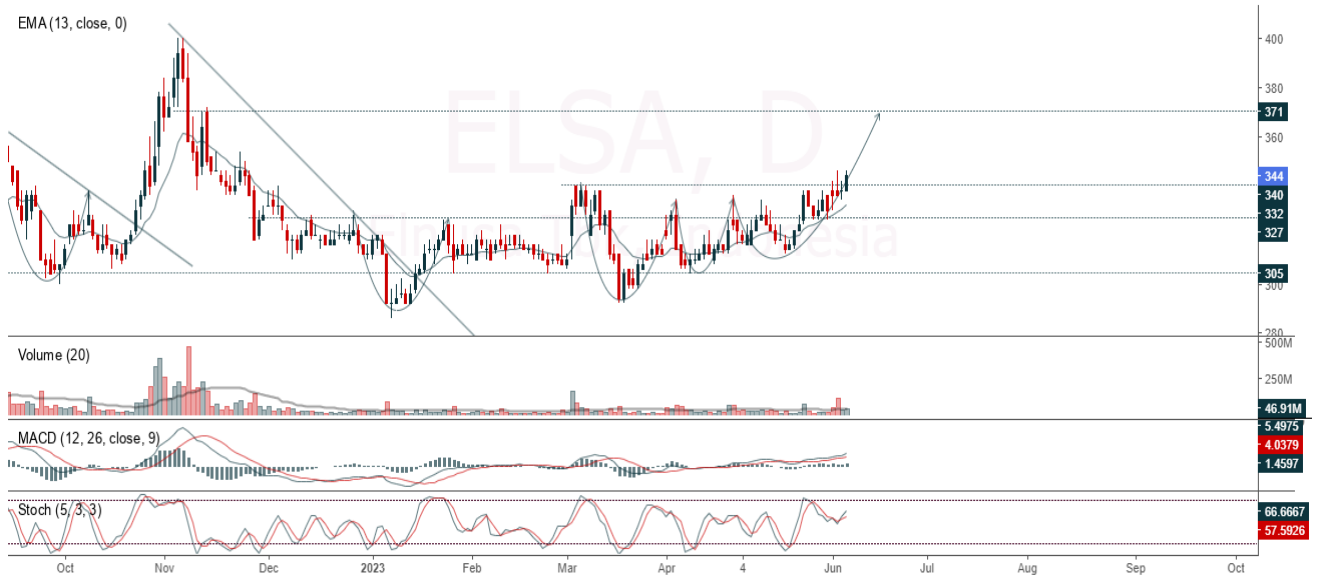 EMA (13, close, 0)
ELSA, D
400
380
371
360
344
340
332
327
305
300
280
Volume (20)
500M
250M
46.91M
MACD (12, 26, close, 9)
5.4975
4.0379
1.4597
Stoch (5, 3, 3)
66.6667
57.5926
Oct Nov Dec 2023 Feb Mar Apr 4 Jun Jul Aug Sep Oct